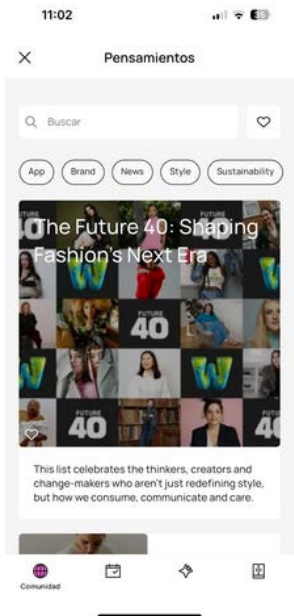 11:02
Pensamientos
Buscar
App Brand News Style Sustainability
The Future 40: Shaping
Fashion's Next Era
FUTURE
40
W
W
FUTURE
40
This list celebrates the thinkers, creators and
change-makers who aren't just redefining style,
but how we consume, communicate and care.
Comunidad